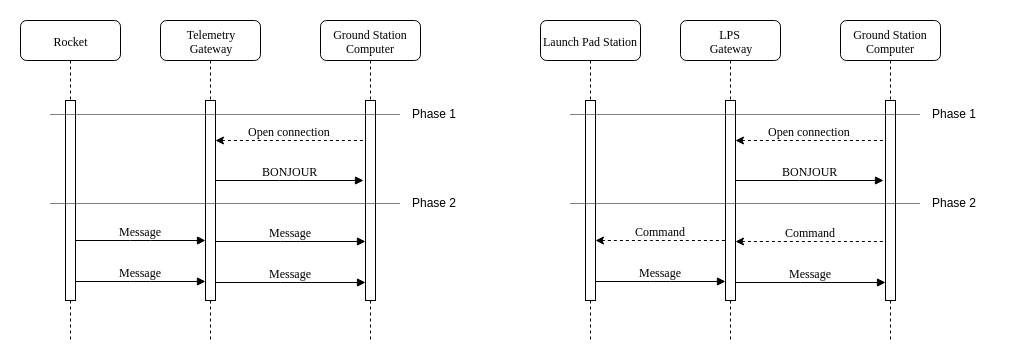 Rocket
Telemetry
Gateway
Ground Station
Computer
Launch Pad Station
LPS
Gateway
Ground Station
Computer
Phase 1
Open connection
BONJOUR
Phase 2
Message
Message
Message
Message
Phase 1
Open connection
BONJOUR
Phase 2
Command
Command
Message
Message